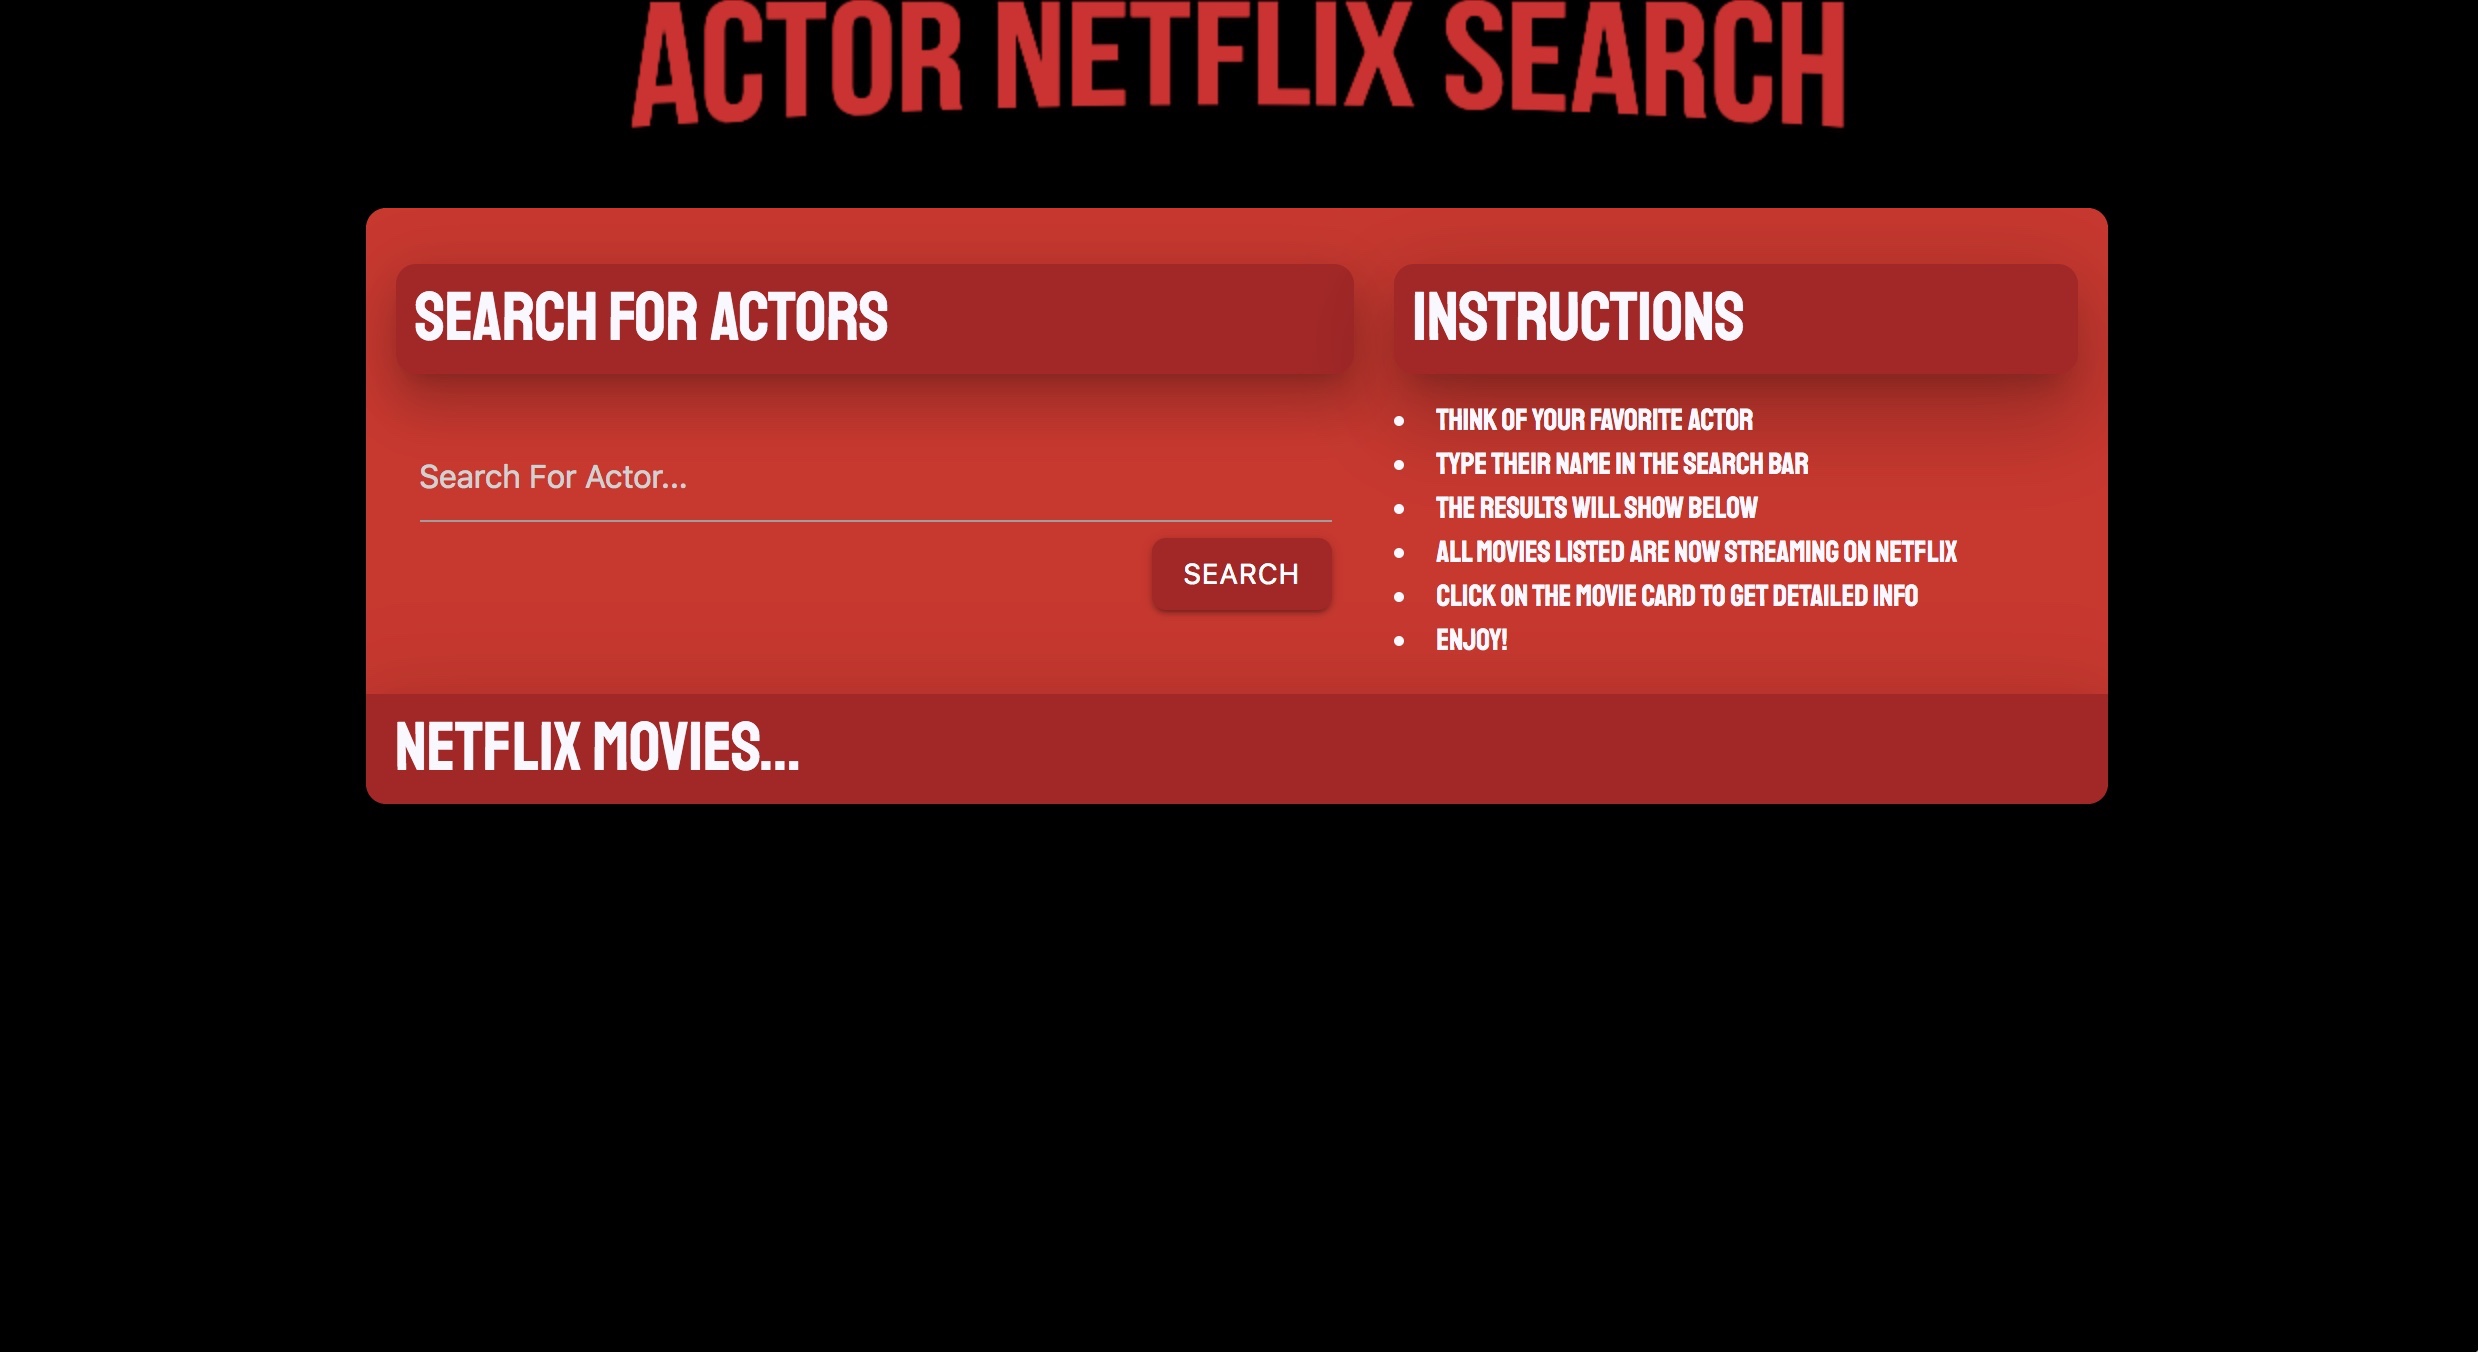 ACTOR NETFLIX SEARCH
SEARCH FOR ACTORS
Search For Actor...
SEARCH
INSTRUCTIONS
THINK OF YOUR FAVORITE ACTOR
TYPE THEIR NAME IN THE SEARCH BAR
THE RESULTS WILL SHOW BELOW
ALL MOVIES LISTED ARE NOW STREAMING ON NETFLIX
CLICK ON THE MOVIE CARD TO GET DETAILED INFO
ENJOY!
NETFLIX MOVIES...